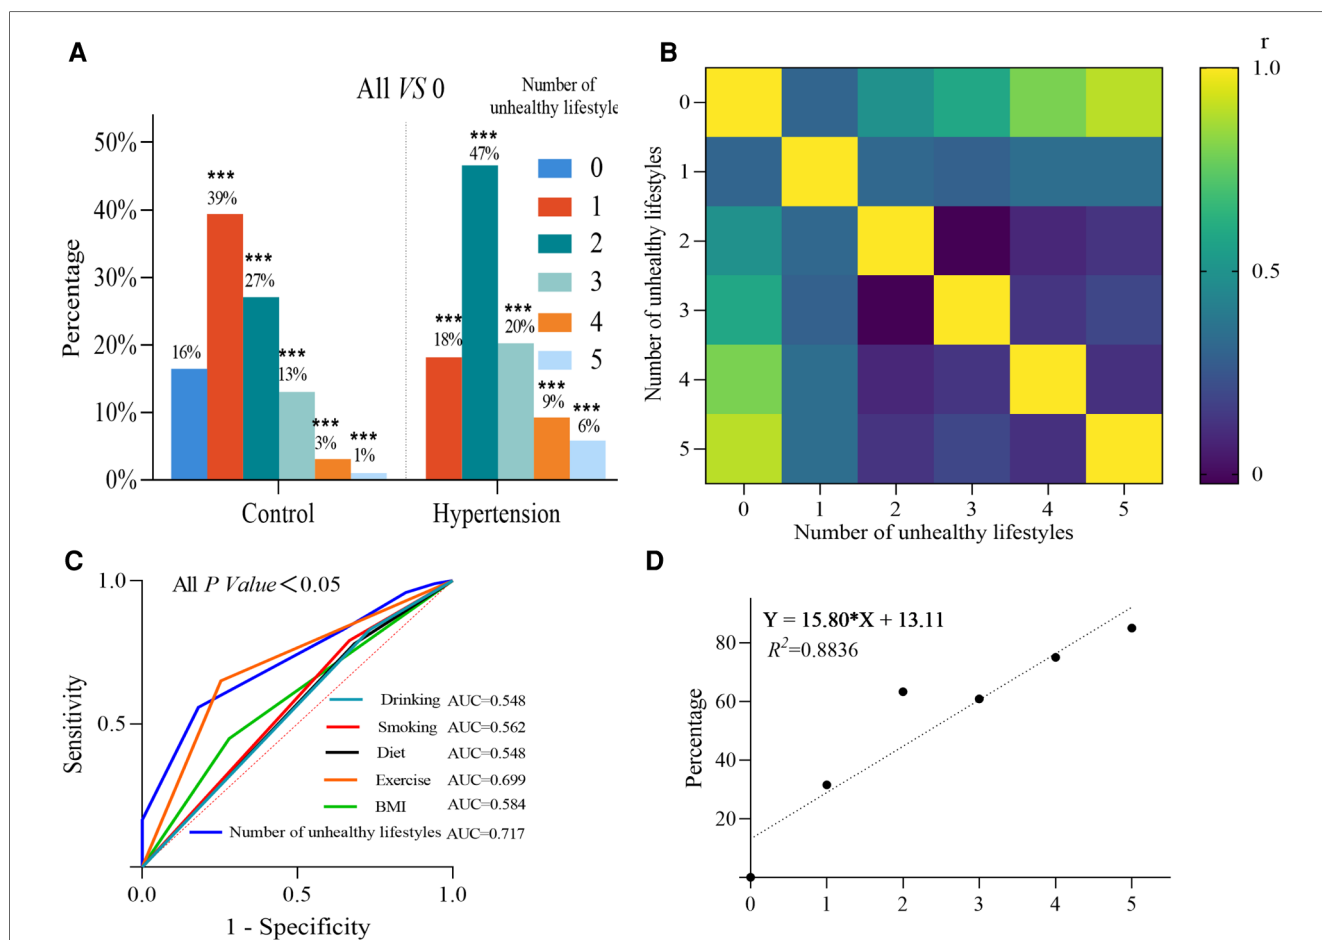 A
All VS 0
Number of
unhealthy lifestyle
50%
40%
30%
20%
10%
0%
Percentage
16%
***
39%
***
27%
***
13%
***
3%
***
1%
***
18%
***
47%
***
20%
***
9%
***
6%
0
1
2
3
4
5
Control
Hypertension
B
r
1.0
0.5
0
Number of unhealthy lifestyles
0
1
2
3
4
5
0
1
2
3
4
5
Number of unhealthy lifestyles
C
All P Value<0.05
1.0
0.5
Sensitivity
Drinking AUC=0.548
Smoking AUC=0.562
Diet AUC=0.548
Exercise AUC=0.699
BMI AUC=0.584
Number of unhealthy lifestyles AUC=0.717
0.0
0.5
1.0
1 - Specificity
D
Y = 15.80*X + 13.11
R²=0.8836
80
60
40
20
Percentage
0
1
2
3
4
5